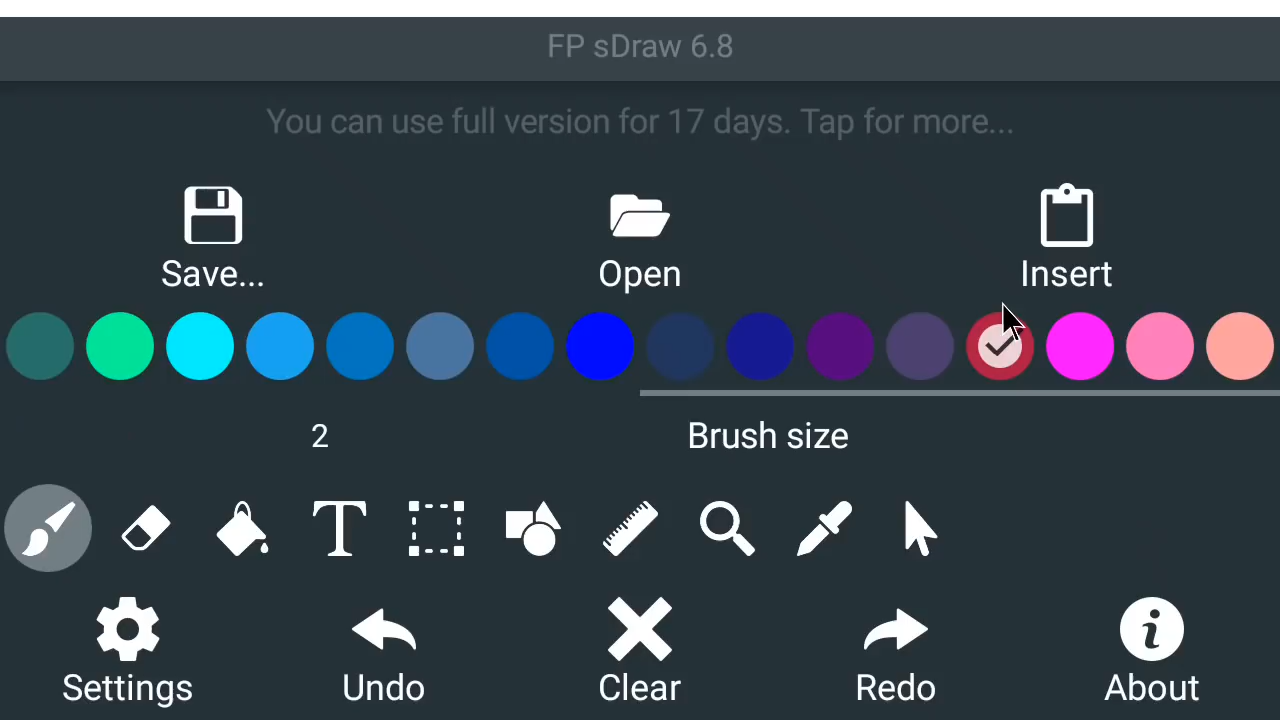 FP sDraw 6.8
You can use full version for 17 days. Tap for more...
Save... Open Insert
2 Brush size
Settings Undo Clear Redo About